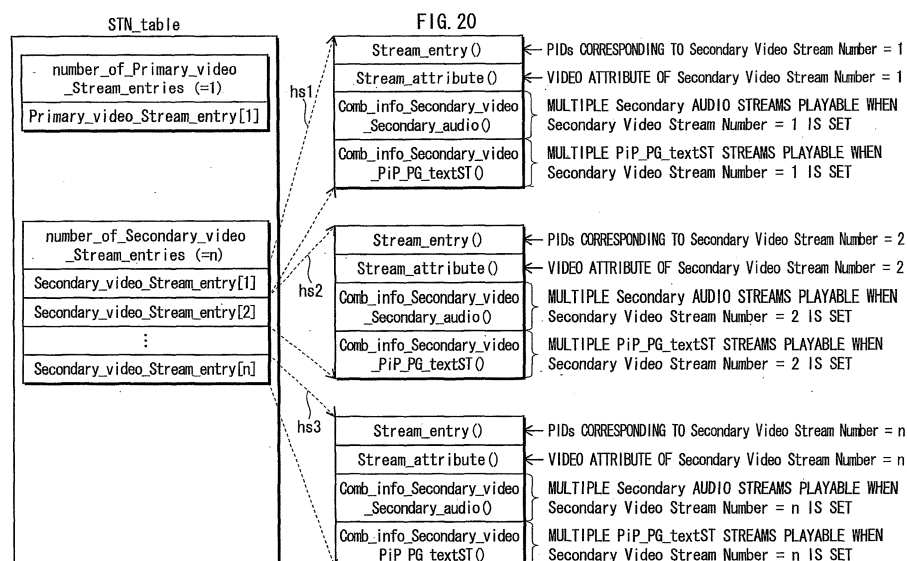 FIG. 20
STN_table
number_of_Primary_video
_Stream_entries (=1)
Primary_video_Stream_entry[1]
number_of_Secondary_video
_Stream_entries (=n)
Secondary_video_Stream_entry[1]
Secondary_video_Stream_entry[2]
⋮
Secondary_video_Stream_entry[n]
hs1
Stream_entry()
PIDs CORRESPONDING TO Secondary Video Stream Number = 1
Stream_attribute()
VIDEO ATTRIBUTE OF Secondary Video Stream Number = 1
Comb_info_Secondary_video
_Secondary_audio()
MULTIPLE Secondary AUDIO STREAMS PLAYABLE WHEN
Secondary Video Stream Number = 1 IS SET
Comb_info_Secondary_video
_PiP_PG_textST()
MULTIPLE PiP_PG_textST STREAMS PLAYABLE WHEN
Secondary Video Stream Number = 1 IS SET
hs2
Stream_entry()
PIDs CORRESPONDING TO Secondary Video Stream Number = 2
Stream_attribute()
VIDEO ATTRIBUTE OF Secondary Video Stream Number = 2
Comb_info_Secondary_video
_Secondary_audio()
MULTIPLE Secondary AUDIO STREAMS PLAYABLE WHEN
Secondary Video Stream Number = 2 IS SET
Comb_info_Secondary_video
_PiP_PG_textST()
MULTIPLE PiP_PG_textST STREAMS PLAYABLE WHEN
Secondary Video Stream Number = 2 IS SET
hs3
Stream_entry()
PIDs CORRESPONDING TO Secondary Video Stream Number = n
Stream_attribute()
VIDEO ATTRIBUTE OF Secondary Video Stream Number = n
Comb_info_Secondary_video
_Secondary_audio()
MULTIPLE Secondary AUDIO STREAMS PLAYABLE WHEN
Secondary Video Stream Number = n IS SET
Comb_info_Secondary_video
_PiP_PG_textST()
MULTIPLE PiP_PG_textST STREAMS PLAYABLE WHEN
Secondary Video Stream Number = n IS SET